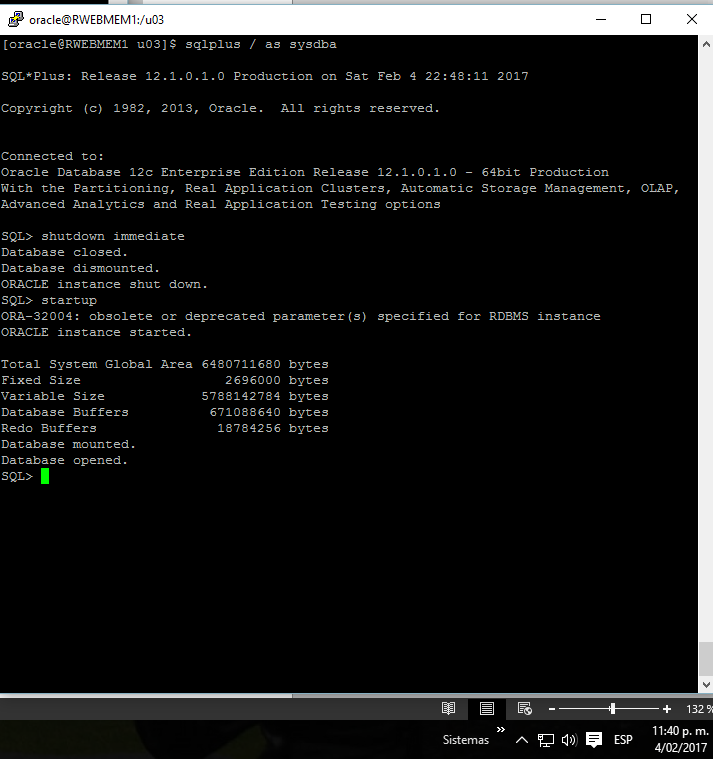 oracle@RWEBMEM1:/u03
[oracle@RWEBMEM1 u03]$ sqlplus / as sysdba
SQL*Plus: Release 12.1.0.1.0 Production on Sat Feb 4 22:48:11 2017
Copyright (c) 1982, 2013, Oracle.  All rights reserved.
Connected to:
Oracle Database 12c Enterprise Edition Release 12.1.0.1.0 - 64bit Production
With the Partitioning, Real Application Clusters, Automatic Storage Management, OLAP,
Advanced Analytics and Real Application Testing options
SQL> shutdown immediate
Database closed.
Database dismounted.
ORACLE instance shut down.
SQL> startup
ORA-32004: obsolete or deprecated parameter(s) specified for RDBMS instance
ORACLE instance started.
Total System Global Area 6480711680 bytes
Fixed Size                  2696000 bytes
Variable Size            5788142784 bytes
Database Buffers          671088640 bytes
Redo Buffers               18784256 bytes
Database mounted.
Database opened.
SQL>
132 %
Sistemas
ESP
11:40 p. m.
4/02/2017